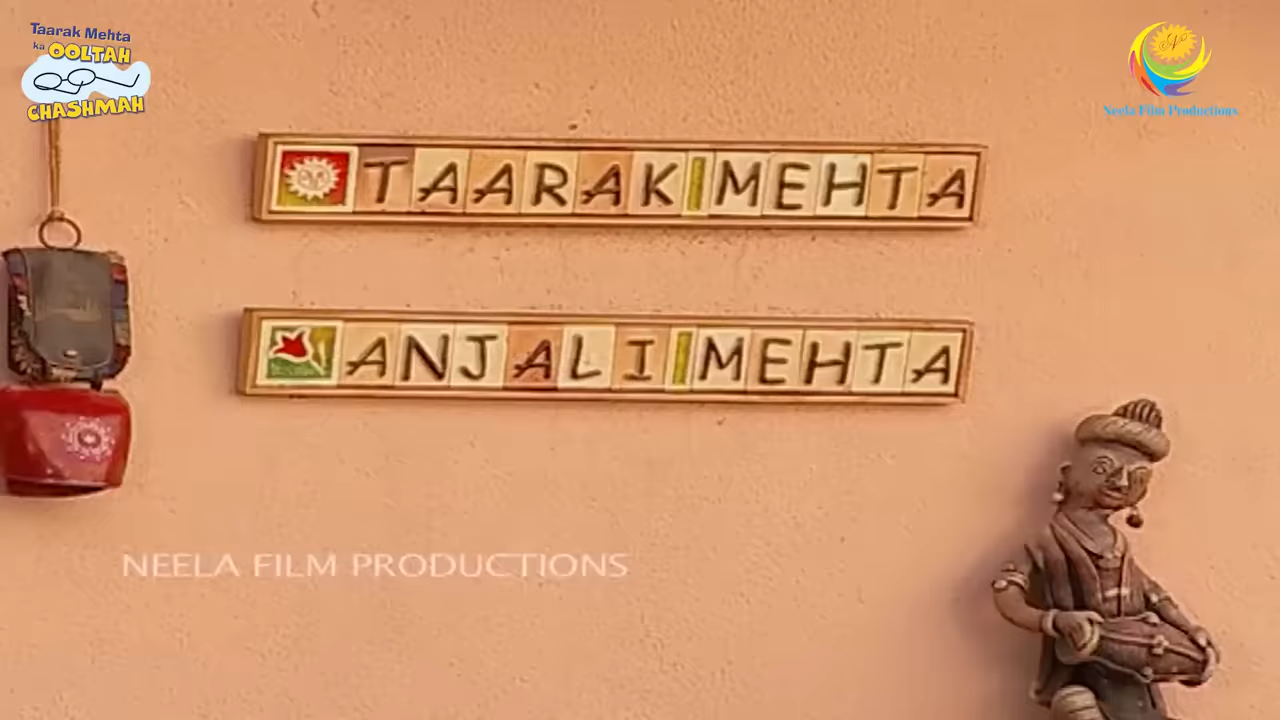 Taarak Mehta
ka OOLTAH
CHASHMAH
Neela Film Productions
TAARAK MEHTA
ANJALI MEHTA
NEELA FILM PRODUCTIONS